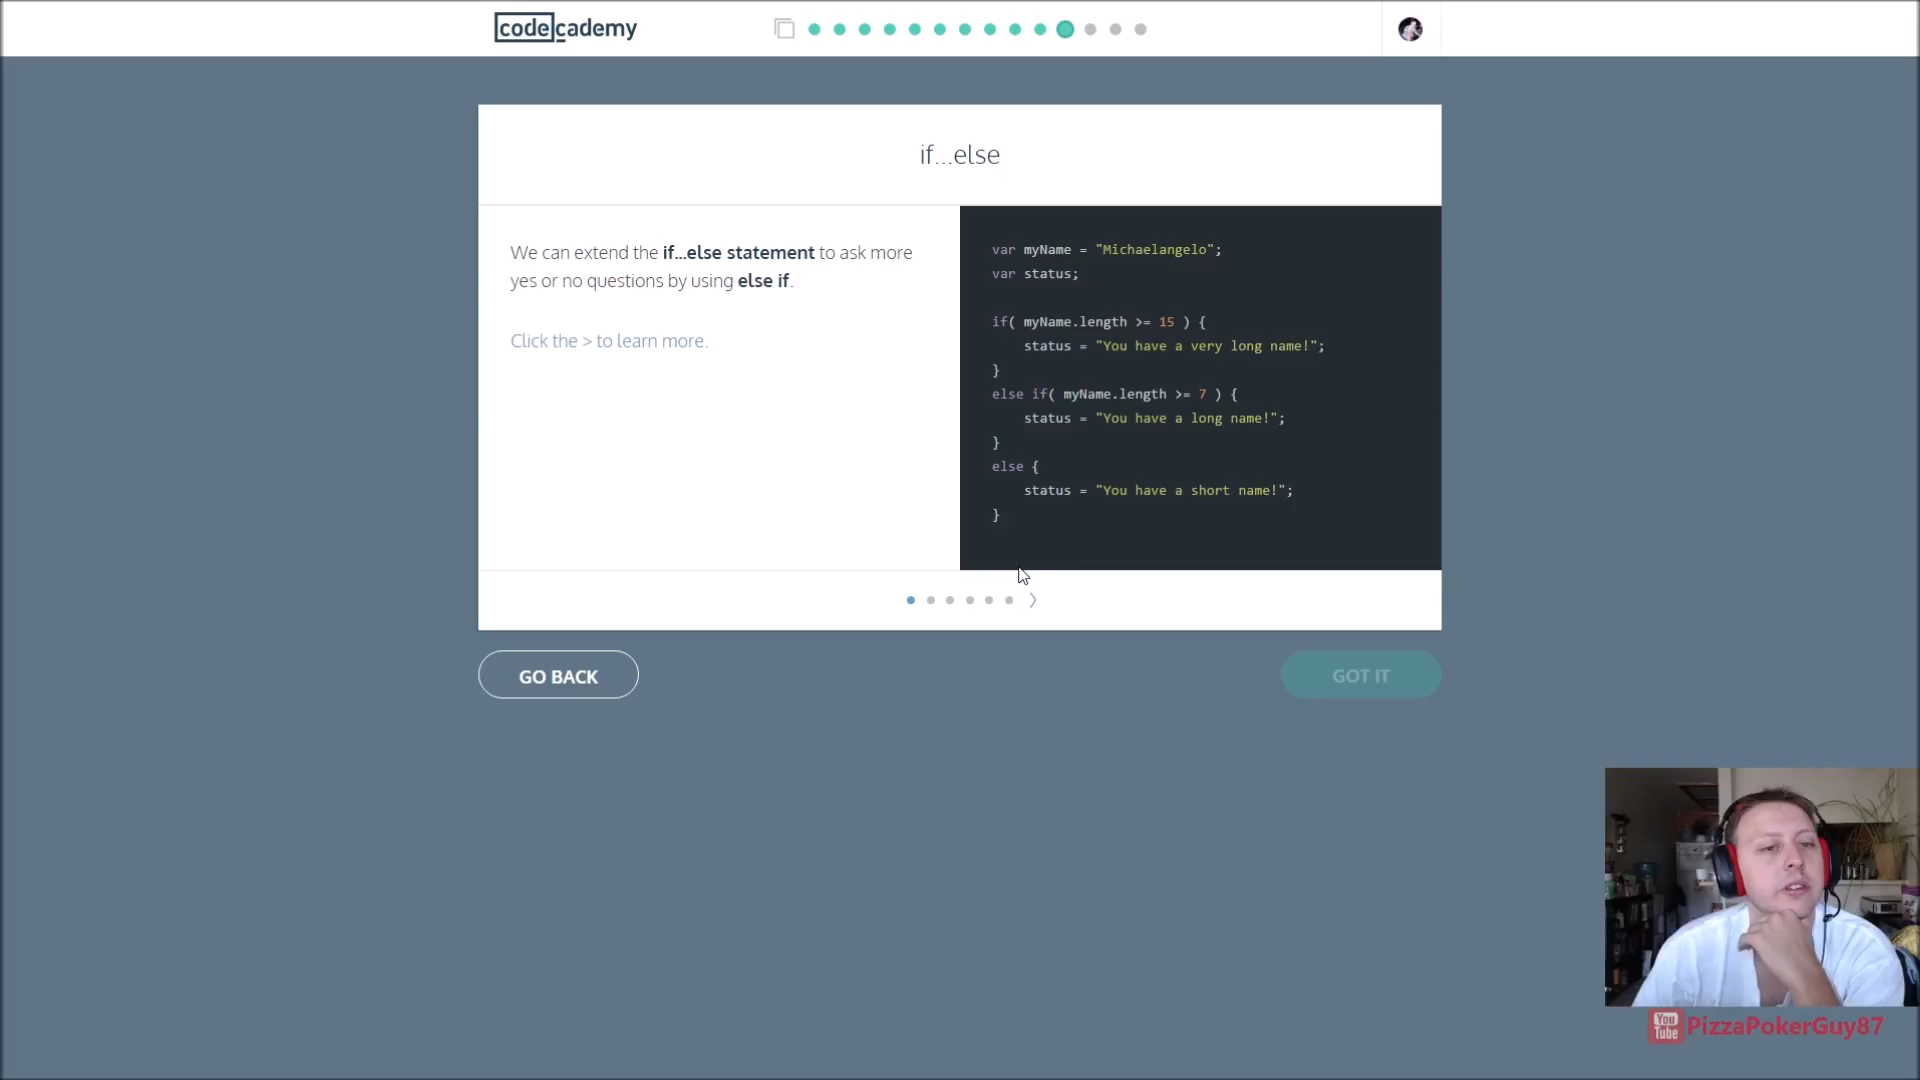 codecademy
if...else
We can extend the if...else statement to ask more
yes or no questions by using else if.
Click the > to learn more.
var myName = "Michaelangelo";
var status;
if( myName.length >= 15 ) {
status = "You have a very long name!";
}
else if( myName.length >= 7 ) {
status = "You have a long name!";
}
else {
status = "You have a short name!";
}
GO BACK
GOT IT
You
Tube
PizzaPokerGuy87